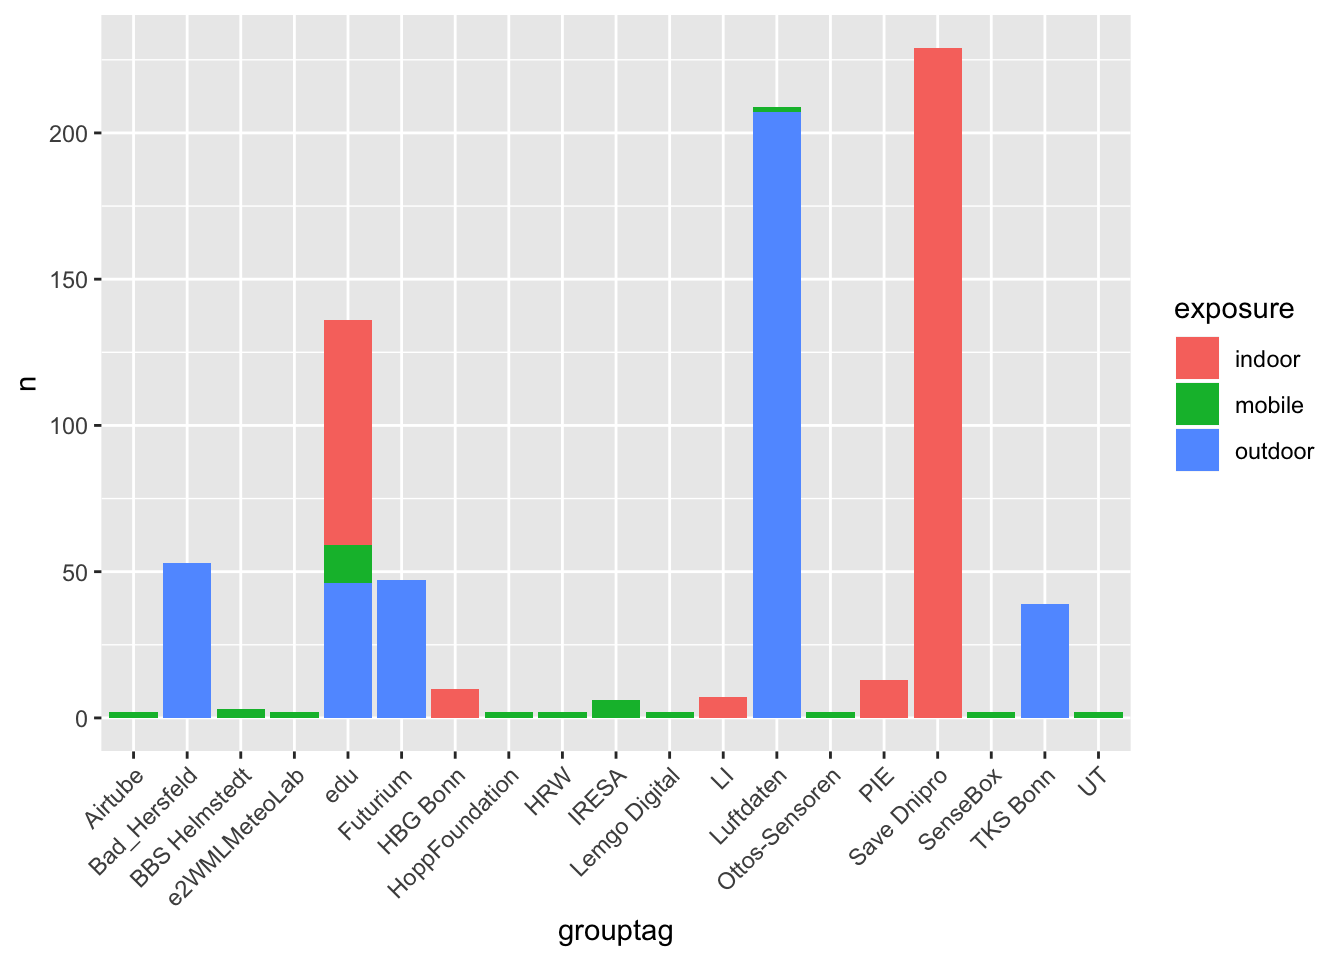 200
150
100
50
0
n
Airtube
Bad_Hersfeld
BBS Helmstedt
e2WMLMeteoLab
edu
Futurium
HBG Bonn
HoppFoundation
HRW
IRESA
Lemgo Digital
LI
Luftdaten
Ottos-Sensoren
PIE
Save Dnipro
SenseBox
TKS Bonn
UT
grouptag
exposure
indoor
mobile
outdoor